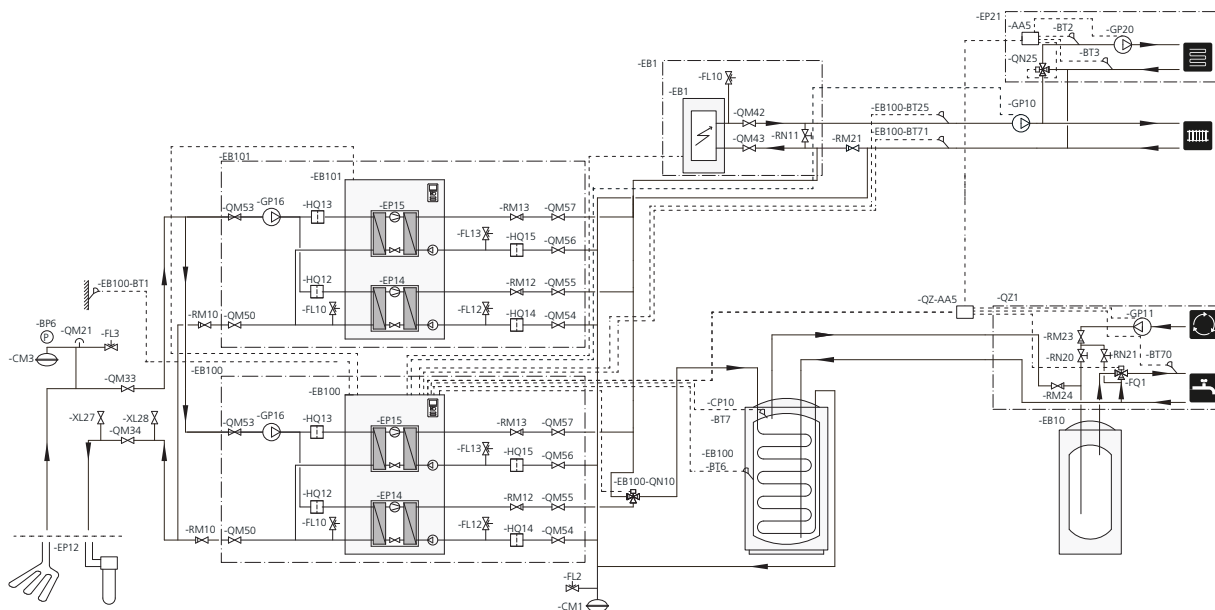 -EP21
-AA5
-BT2
-GP20
-BT3
-QN25
-EB1
-FL10
-EB1
-QM42
-QM43
-RN11
-RM21
-EB100-BT25
-EB100-BT71
-GP10
-EB101
-EB101
-QM53
-GP16
-HQ13
-EP15
-RM13
-QM57
-FL13
-HQ15
-QM56
-EP14
-HQ12
-RM12
-QM55
-FL10
-FL12
-HQ14
-QM54
-RM10
-QM50
-EB100-BT1
-BP6
P
-QM21
-FL3
-CM3
-QM33
-XL27
-XL28
-QM34
-EP12
-EB100
-EB100
-QM53
-GP16
-HQ13
-EP15
-RM13
-QM57
-FL13
-HQ15
-QM56
-EP14
-HQ12
-RM12
-QM55
-FL10
-FL12
-HQ14
-QM54
-RM10
-QM50
-EB100-QN10
-FL2
-CM1
-CP10
-BT7
-EB100
-BT6
-QZ-AA5
-QZ1
-GP11
-RM23
-RN20
-RN21
-BT70
-FQ1
-RM24
-EB10